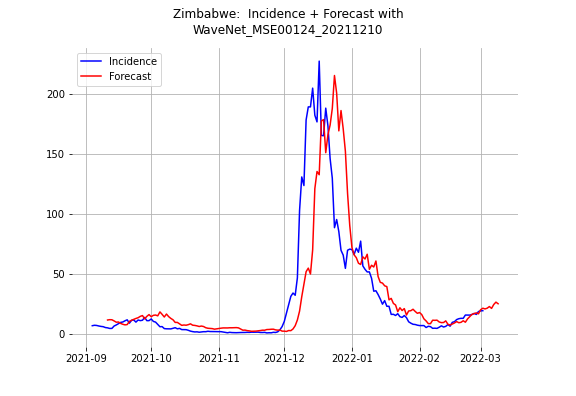 Zimbabwe:  Incidence + Forecast with
WaveNet_MSE00124_20211210
Incidence
Forecast
200
150
100
50
0
2021-09 2021-10 2021-11 2021-12 2022-01 2022-02 2022-03